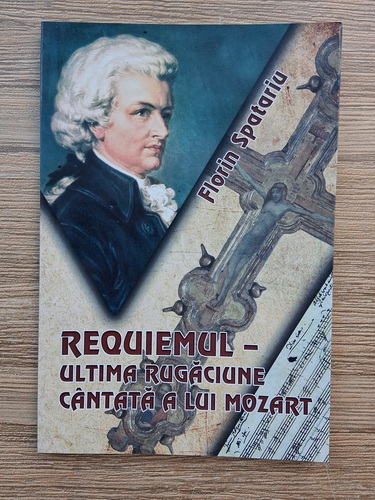 Florin Spatariu
REQUIEMUL –
ULTIMA RUGĂCIUNE
CÂNTATĂ A LUI MOZART